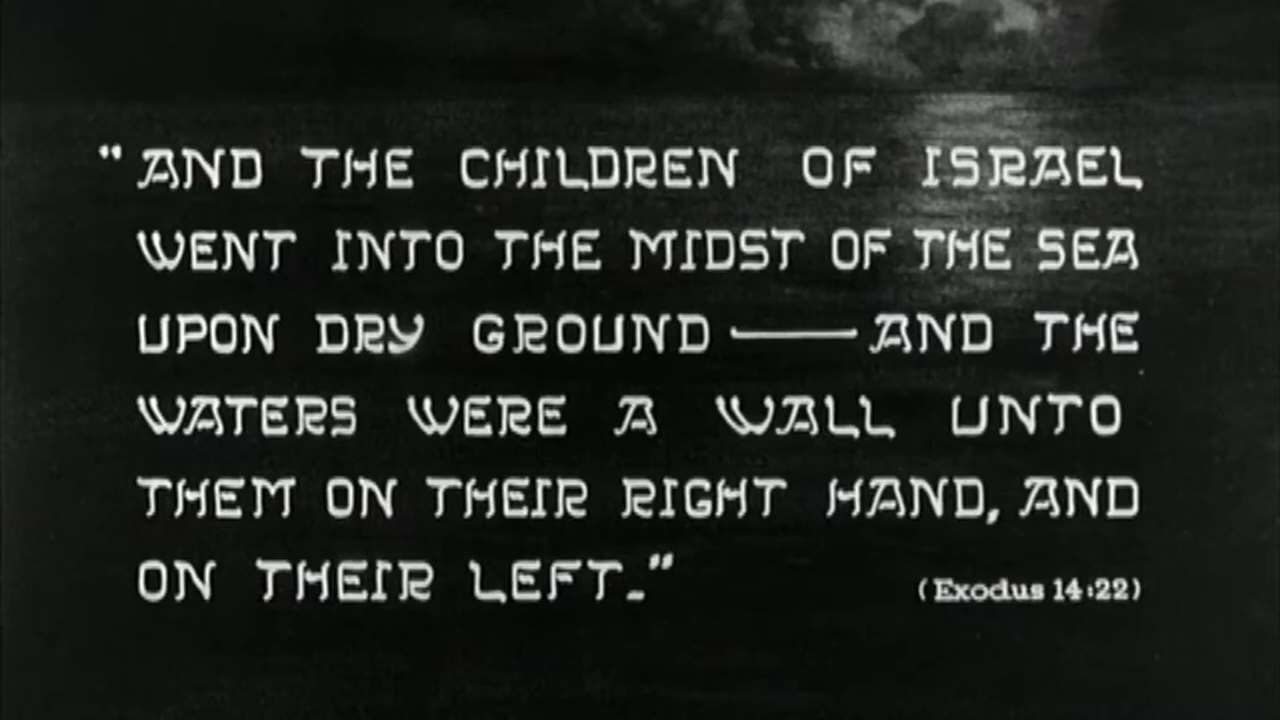 "AND THE CHILDREN OF ISRAEL
WENT INTO THE MIDST OF THE SEA
UPON DRY GROUND — AND THE
WATERS WERE A WALL UNTO
THEM ON THEIR RIGHT HAND, AND
ON THEIR LEFT."
(Exodus 14:22)